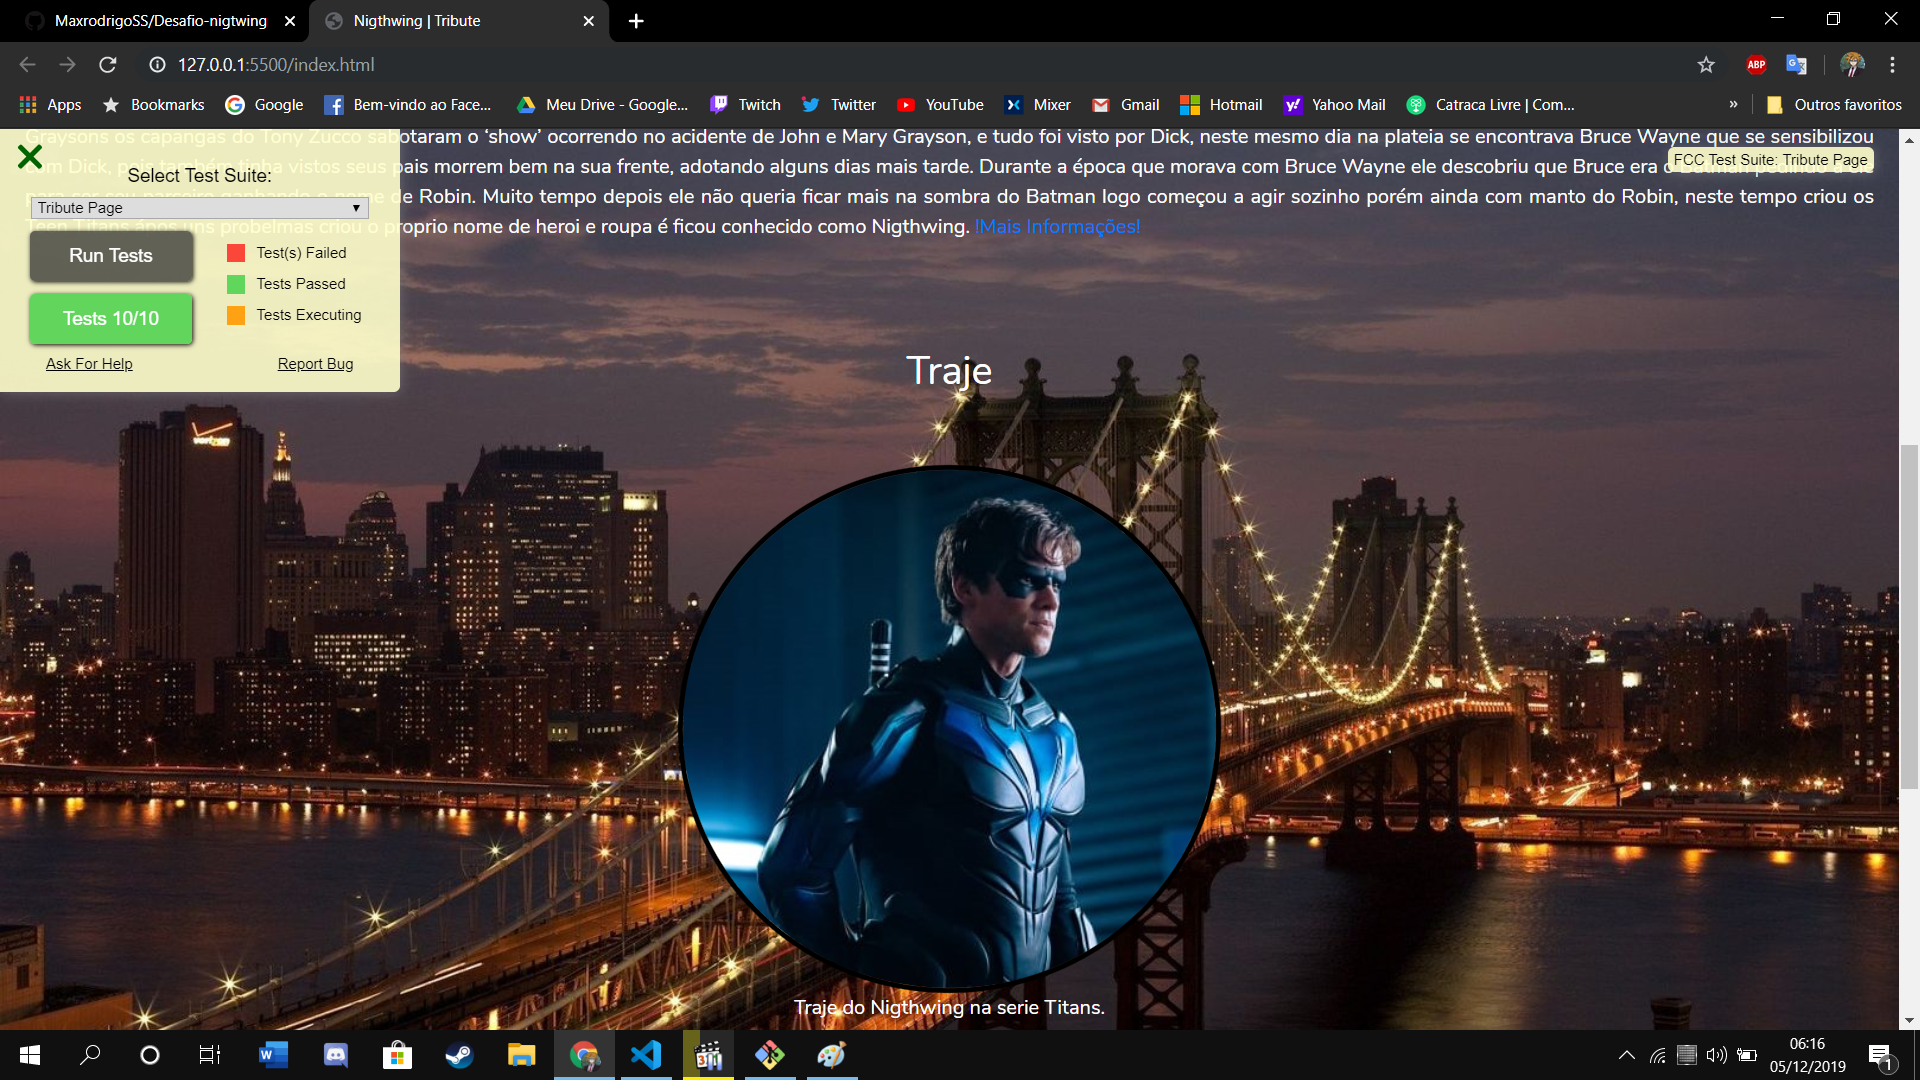 MaxrodrigoSS/Desafio-nigtwing
Nigthwing | Tribute
127.0.0.1:5500/index.html
ABP
Apps
Bookmarks
Google
Bem-vindo ao Face...
Meu Drive - Google...
Twitch
Twitter
YouTube
Mixer
Gmail
Hotmail
Yahoo Mail
Catraca Livre | Com...
»
Outros favoritos
Graysons os capangas do Tony Zucco sabotaram o ‘show’ ocorrendo no acidente de John e Mary Grayson, e tudo foi visto por Dick, neste mesmo dia na plateia se encontrava Bruce Wayne que se sensibilizou
com Dick, pois também tinha vistos seus pais morrem bem na sua frente, adotando alguns dias mais tarde. Durante a época que morava com Bruce Wayne ele descobriu que Bruce era o Batman pedindo a ele
para ser seu parceiro ganhando o nome de Robin. Muito tempo depois ele não queria ficar mais na sombra do Batman logo começou a agir sozinho porém ainda com manto do Robin, neste tempo criou os
Teen Titans ápos uns probelmas criou o proprio nome de heroi e roupa é ficou conhecido como Nigthwing. !Mais Informações!
FCC Test Suite: Tribute Page
Select Test Suite:
Tribute Page
Run Tests
Tests 10/10
Test(s) Failed
Tests Passed
Tests Executing
Ask For Help
Report Bug
Traje
verizon
Traje do Nigthwing na serie Titans.
06:16
05/12/2019
1